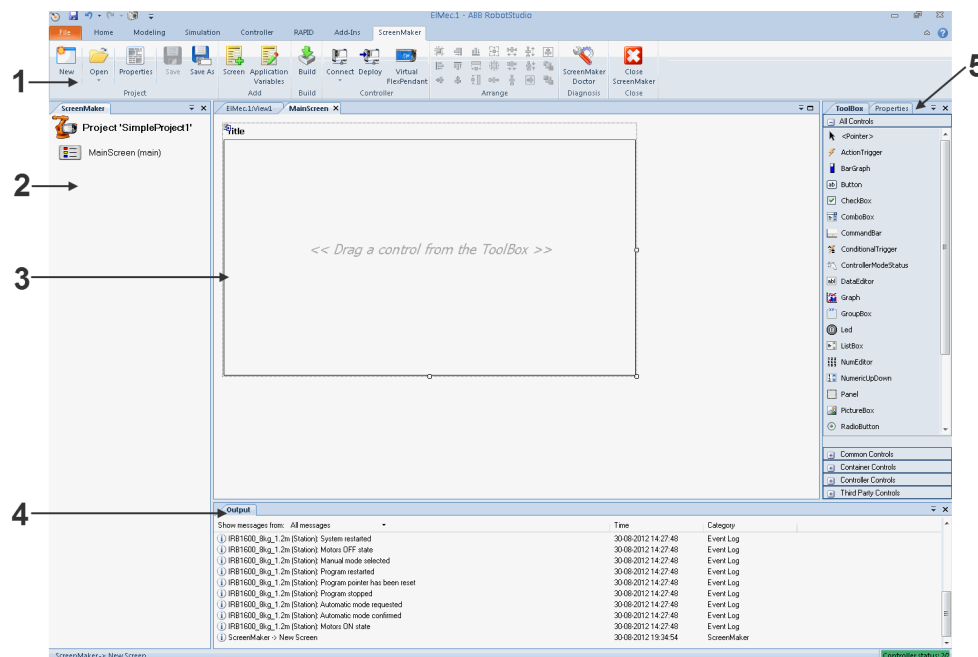 ElMec.1 - ABB RobotStudio
File Home Modeling Simulation Controller RAPID Add-Ins ScreenMaker
New Open Properties Save Save As Screen Application Variables Build Connect Deploy Virtual FlexPendant ScreenMaker Doctor Close ScreenMaker
Project Add Build Controller Arrange Diagnosis Close
1
5
ScreenMaker
ElMec.1:View1 MainScreen
ToolBox Properties
Project 'SimpleProject1'
MainScreen (main)
2
Title
<< Drag a control from the ToolBox >>
3
All Controls
<Pointer>
ActionTrigger
BarGraph
Button
CheckBox
ComboBox
CommandBar
ConditionalTrigger
ControllerModeStatus
DataEditor
Graph
GroupBox
Led
ListBox
NumEditor
NumericUpDown
Panel
PictureBox
RadioButton
Common Controls
Container Controls
Controller Controls
Third Party Controls
4
Output
Show messages from: All messages Time Category
IRB1600_8kg_1.2m (Station): System restarted 30-08-2012 14:27:48 Event Log
IRB1600_8kg_1.2m (Station): Motors OFF state 30-08-2012 14:27:48 Event Log
IRB1600_8kg_1.2m (Station): Manual mode selected 30-08-2012 14:27:48 Event Log
IRB1600_8kg_1.2m (Station): Program restarted 30-08-2012 14:27:48 Event Log
IRB1600_8kg_1.2m (Station): Program pointer has been reset 30-08-2012 14:27:48 Event Log
IRB1600_8kg_1.2m (Station): Program stopped 30-08-2012 14:27:48 Event Log
IRB1600_8kg_1.2m (Station): Automatic mode requested 30-08-2012 14:27:48 Event Log
IRB1600_8kg_1.2m (Station): Automatic mode confirmed 30-08-2012 14:27:48 Event Log
IRB1600_8kg_1.2m (Station): Motors ON state 30-08-2012 14:27:48 Event Log
ScreenMaker -> New Screen 30-08-2012 19:34:54 ScreenMaker
ScreenMaker-> New Screen Controller status: